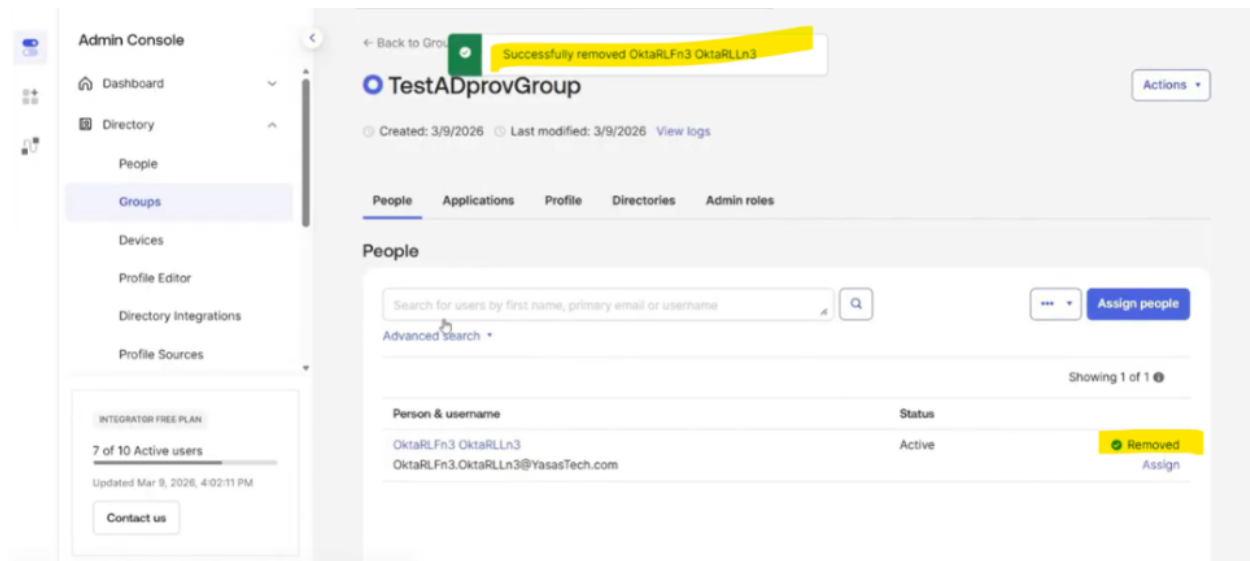 Admin Console
Dashboard
Directory
People
Groups
Devices
Profile Editor
Directory Integrations
Profile Sources
INTEGRATOR FREE PLAN
7 of 10 Active users
Updated Mar 9, 2026, 4:02:11 PM
Contact us
← Back to Grou
Successfully removed OktaRLFn3 OktaRLLn3
TestADprovGroup
Actions
Created: 3/9/2026 Last modified: 3/9/2026 View logs
People Applications Profile Directories Admin roles
People
Search for users by first name, primary email or username
Assign people
Advanced search
Showing 1 of 1
Person & username Status
OktaRLFn3 OktaRLLn3 Active Removed
OktaRLFn3.OktaRLLn3@YasasTech.com Assign